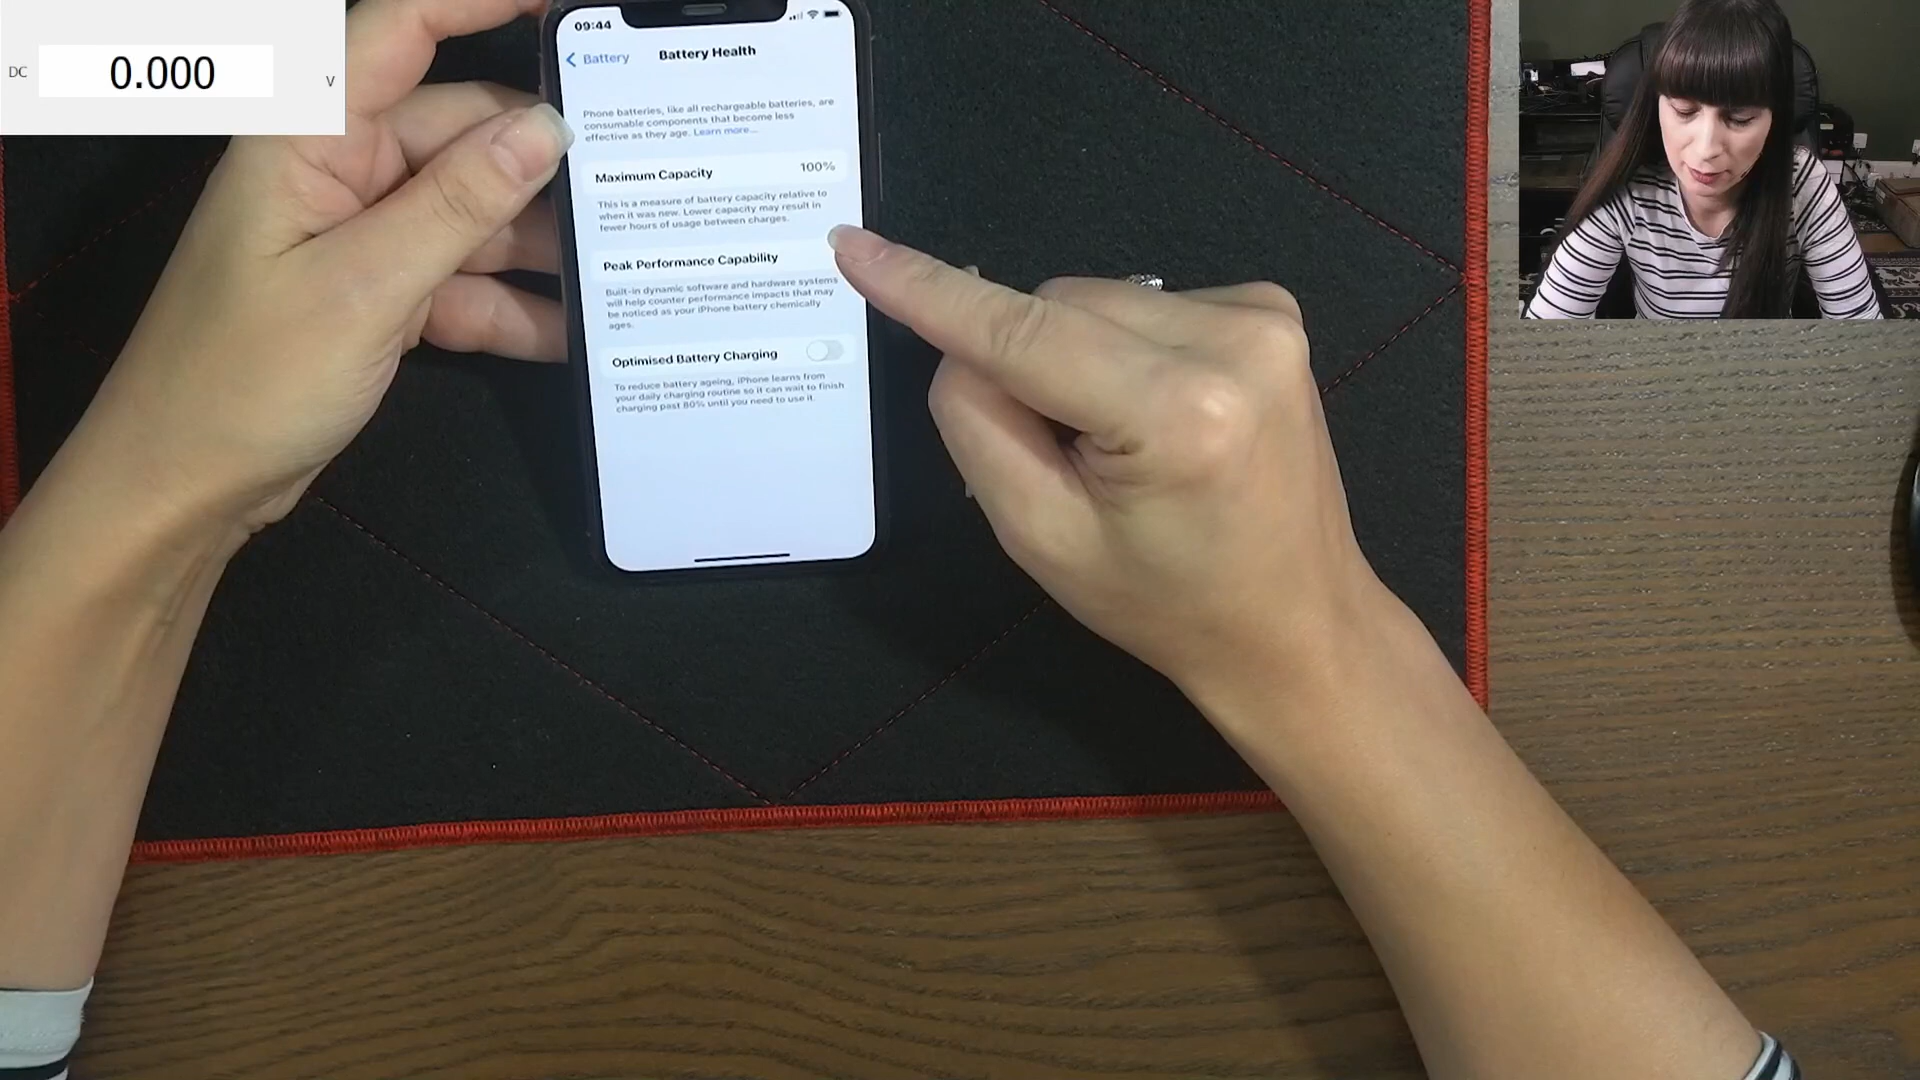 DC 0.000 V
09:44
Battery Battery Health
Phone batteries, like all rechargeable batteries, are
consumable components that become less
effective as they age. Learn more...
Maximum Capacity 100%
This is a measure of battery capacity relative to
when it was new. Lower capacity may result in
fewer hours of usage between charges.
Peak Performance Capability
Built-in dynamic software and hardware systems
will help counter performance impacts that may
be noticed as your iPhone battery chemically
ages.
Optimised Battery Charging
To reduce battery ageing, iPhone learns from
your daily charging routine so it can wait to finish
charging past 80% until you need to use it.